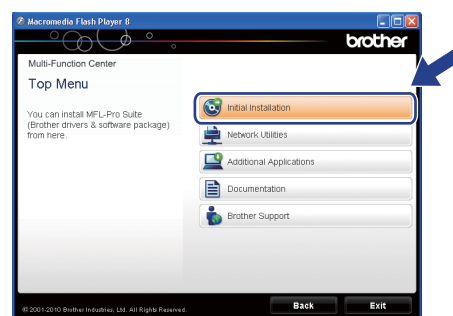 Macromedia Flash Player 8
brother
Multi-Function Center
Top Menu
You can install MFL-Pro Suite
(Brother drivers & software package)
from here.
Initial Installation
Network Utilities
Additional Applications
Documentation
Brother Support
© 2001-2010 Brother Industries, Ltd. All Rights Reserved.
Back
Exit